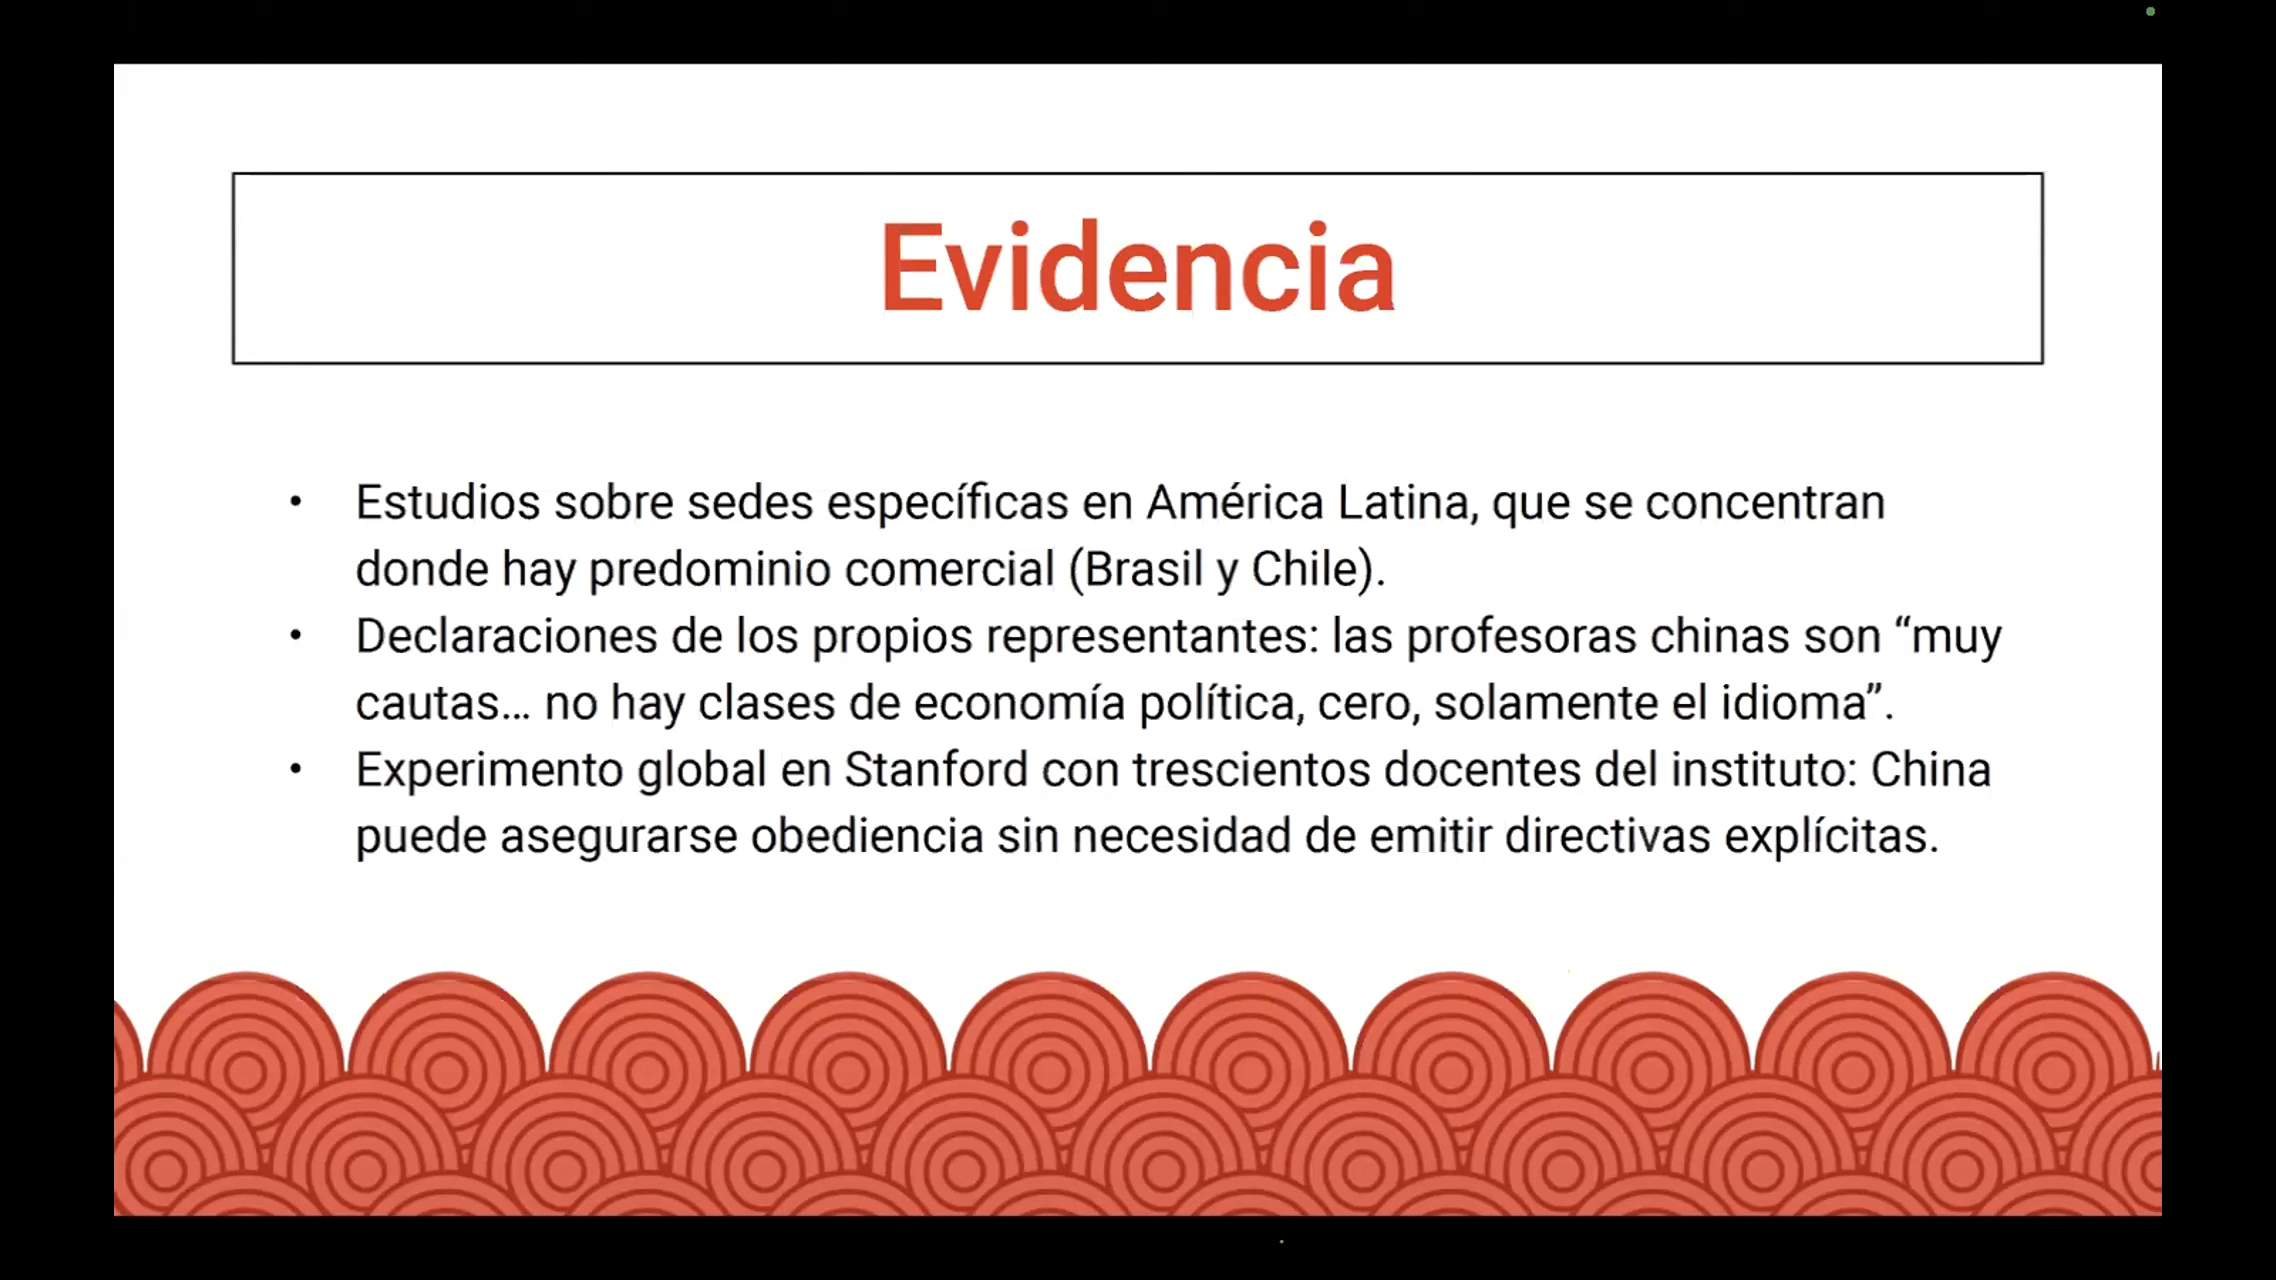 Evidencia
• Estudios sobre sedes específicas en América Latina, que se concentran
donde hay predominio comercial (Brasil y Chile).
• Declaraciones de los propios representantes: las profesoras chinas son “muy
cautas… no hay clases de economía política, cero, solamente el idioma”.
• Experimento global en Stanford con trescientos docentes del instituto: China
puede asegurarse obediencia sin necesidad de emitir directivas explícitas.